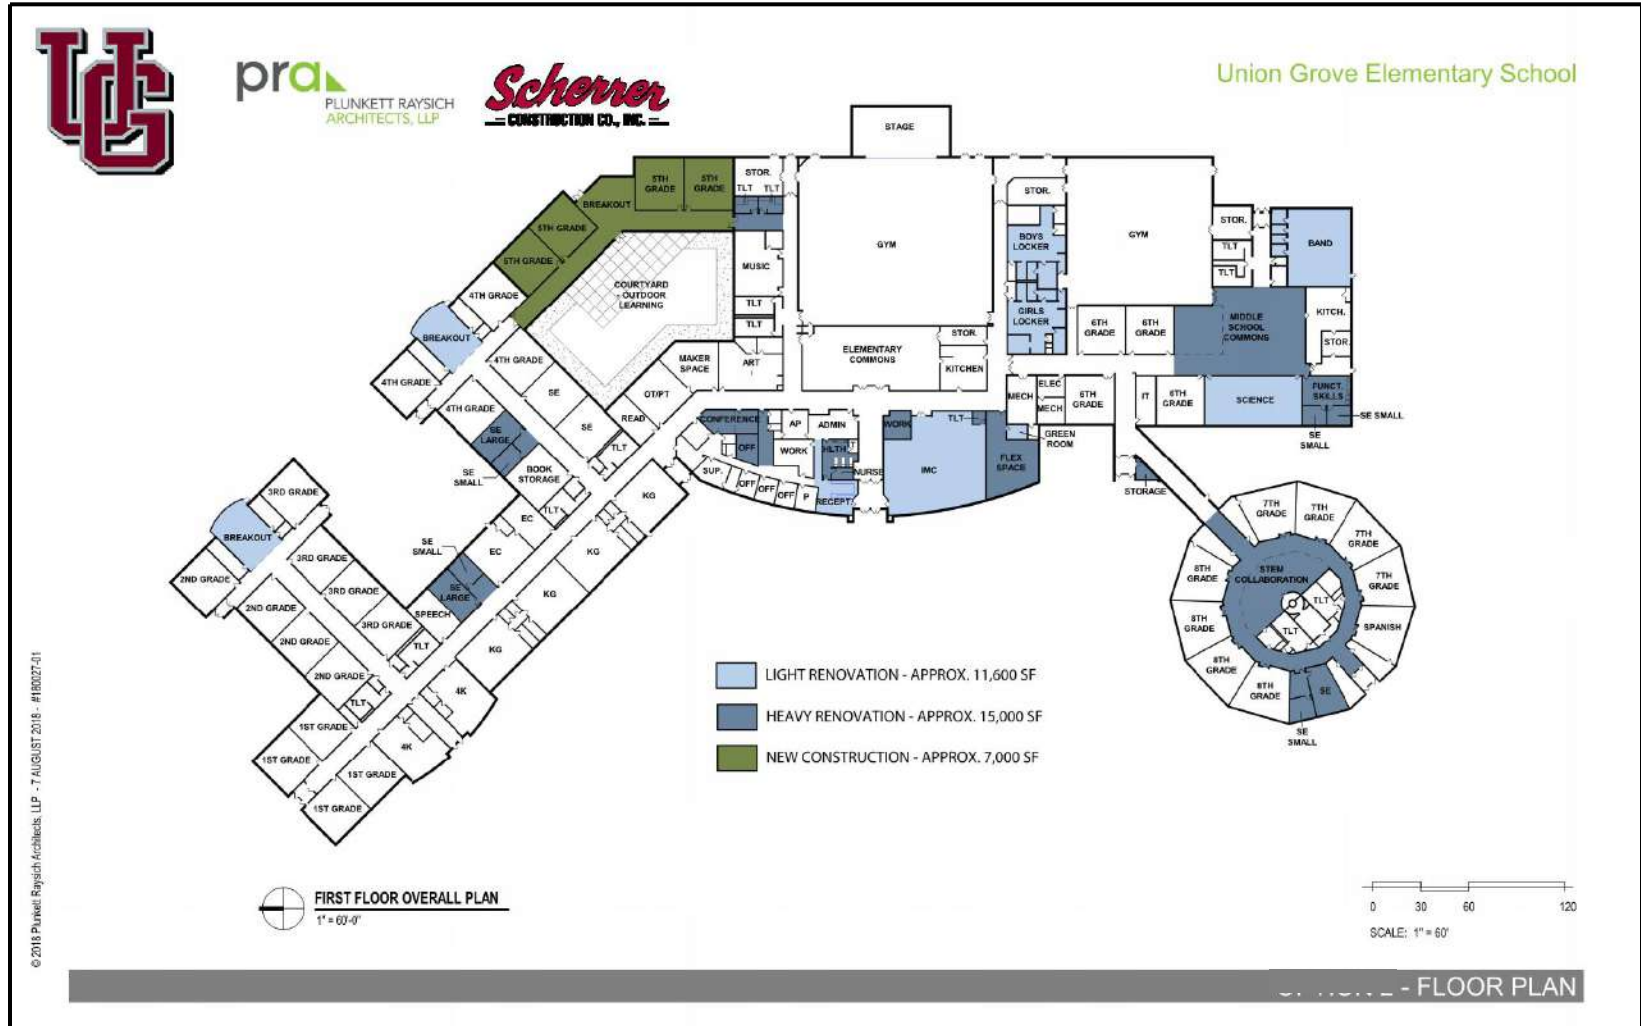 UG
pra
PLUNKETT RAYSICH
ARCHITECTS, LLP
Scherrer
CONSTRUCTION CO., INC.
Union Grove Elementary School
STAGE
5TH
GRADE
5TH
GRADE
STOR.
TLT
TLT
BREAKOUT
5TH GRADE
5TH GRADE
4TH GRADE
BREAKOUT
4TH GRADE
4TH GRADE
4TH GRADE
COURTYARD
- OUTDOOR
LEARNING
MUSIC
TLT
TLT
ART
MAKER
SPACE
OT/PT
READ
SE
SE
TLT
SE
LARGE
SE
SMALL
BOOK
STORAGE
GYM
ELEMENTARY
COMMONS
STOR.
KITCHEN
STOR.
BOYS
LOCKER
GIRLS
LOCKER
GYM
STOR.
TLT
TLT
BAND
6TH
GRADE
6TH
GRADE
MIDDLE
SCHOOL
COMMONS
KITCH.
STOR.
MECH
ELEC
MECH
6TH
GRADE
IT
6TH
GRADE
SCIENCE
FUNCT.
SKILLS
SE SMALL
SE
SMALL
CONFERENCE
OFF
AP
ADMIN
WORK
HLTH
T
NURSE
SUP.
OFF
OFF
OFF
P
RECEPT.
WORK
TLT
IMC
FLEX
SPACE
GREEN
ROOM
STORAGE
3RD GRADE
BREAKOUT
2ND GRADE
3RD GRADE
3RD GRADE
3RD GRADE
2ND GRADE
2ND GRADE
2ND GRADE
TLT
1ST GRADE
1ST GRADE
1ST GRADE
1ST GRADE
SPEECH
TLT
SE
SMALL
SE
LARGE
EC
EC
TLT
KG
KG
KG
KG
4K
4K
7TH
GRADE
7TH
GRADE
7TH
GRADE
7TH
GRADE
SPANISH
8TH
GRADE
8TH
GRADE
8TH
GRADE
8TH
GRADE
STEM
COLLABORATION
TLT
TLT
SE
SE
SMALL
LIGHT RENOVATION - APPROX. 11,600 SF
HEAVY RENOVATION - APPROX. 15,000 SF
NEW CONSTRUCTION - APPROX. 7,000 SF
FIRST FLOOR OVERALL PLAN
1" = 60'-0"
0 30 60 120
SCALE: 1" = 60'
- FLOOR PLAN
© 2018 Plunkett Raysich Architects, LLP - 7 AUGUST 2018 - #180027-01